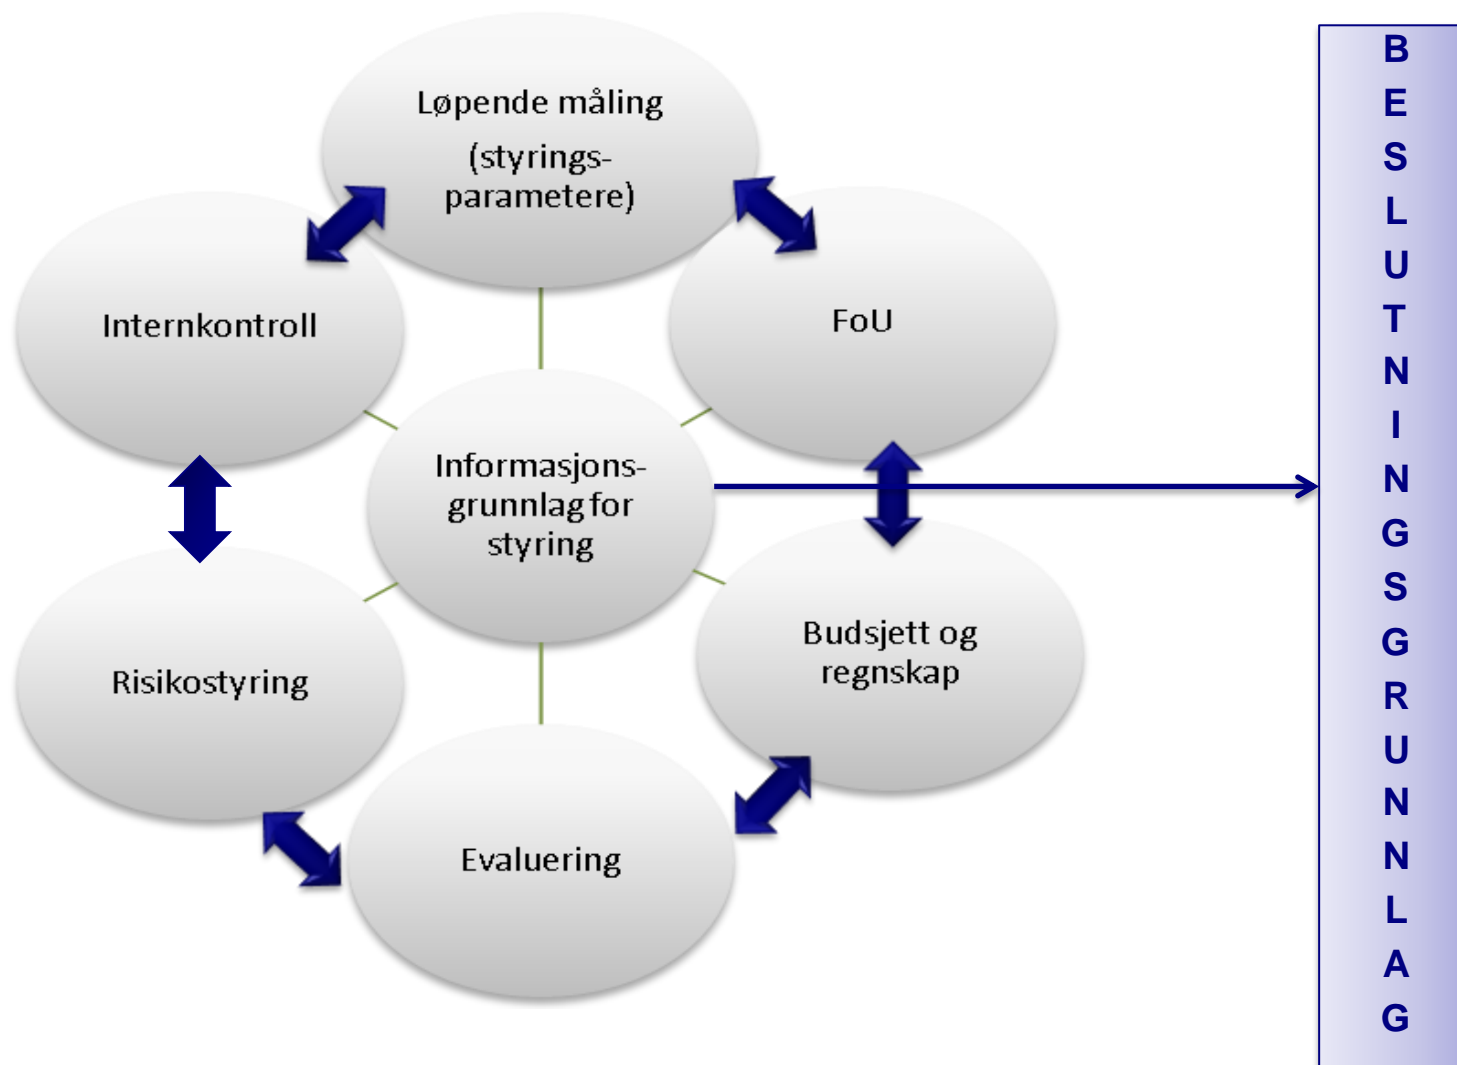 Løpende måling
(styrings-
parametere)
Internkontroll
FoU
Informasjons-
grunnlag for
styring
Budsjett og
regnskap
Risikostyring
Evaluering
B
E
S
L
U
T
N
I
N
G
S
G
R
U
N
N
L
A
G